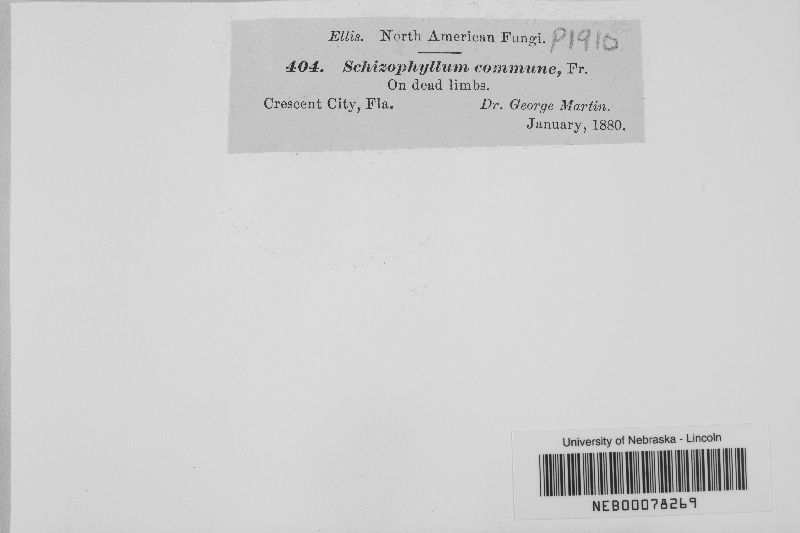 Ellis. North American Fungi. P1910
404. Schizophyllum commune, Fr.
On dead limbs.
Crescent City, Fla. Dr. George Martin.
January, 1880.
University of Nebraska - Lincoln
NEB00078269